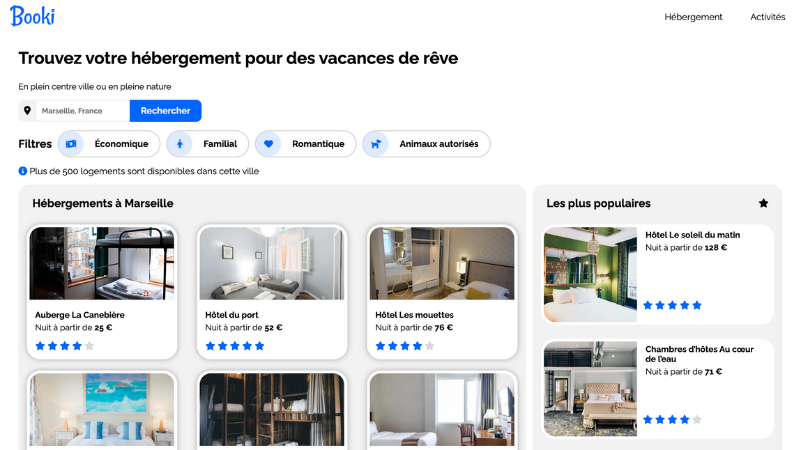 Booki
Hébergement
Activités
Trouvez votre hébergement pour des vacances de rêve
En plein centre ville ou en pleine nature
Marseille, France
Rechercher
Filtres
Économique
Familial
Romantique
Animaux autorisés
Plus de 500 logements sont disponibles dans cette ville
Hébergements à Marseille
Auberge La Canebière
Nuit à partir de 25 €
Hôtel du port
Nuit à partir de 52 €
Hôtel Les mouettes
Nuit à partir de 76 €
Les plus populaires
Hôtel Le soleil du matin
Nuit à partir de 128 €
Chambres d'hôtes Au cœur
de l'eau
Nuit à partir de 71 €